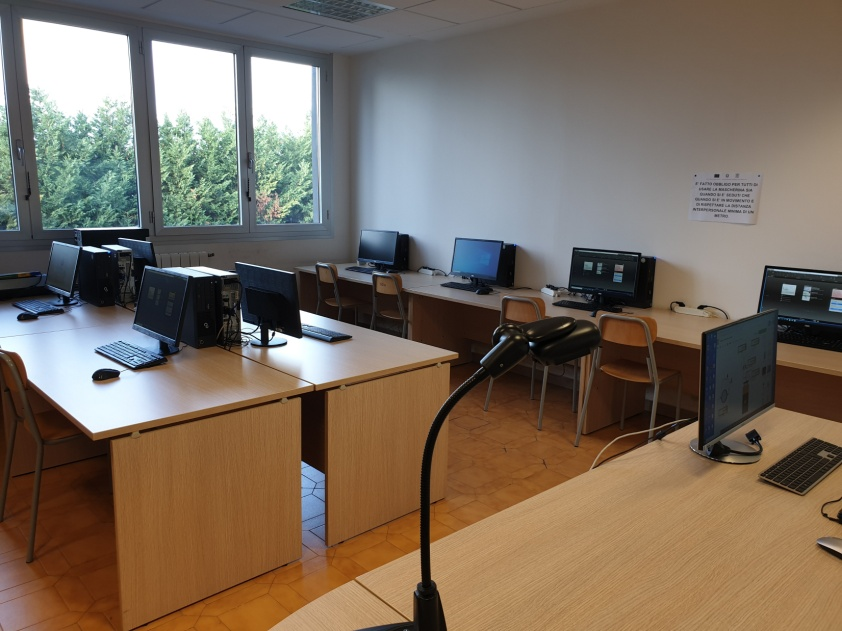 E' FATTO OBBLIGO PER TUTTI DI
USARE LA MASCHERINA SIA
QUANDO SI E' SEDUTI CHE
QUANDO SI E' IN MOVIMENTO E
DI RISPETTARE LA DISTANZA
INTERPERSONALE MINIMA DI UN
METRO